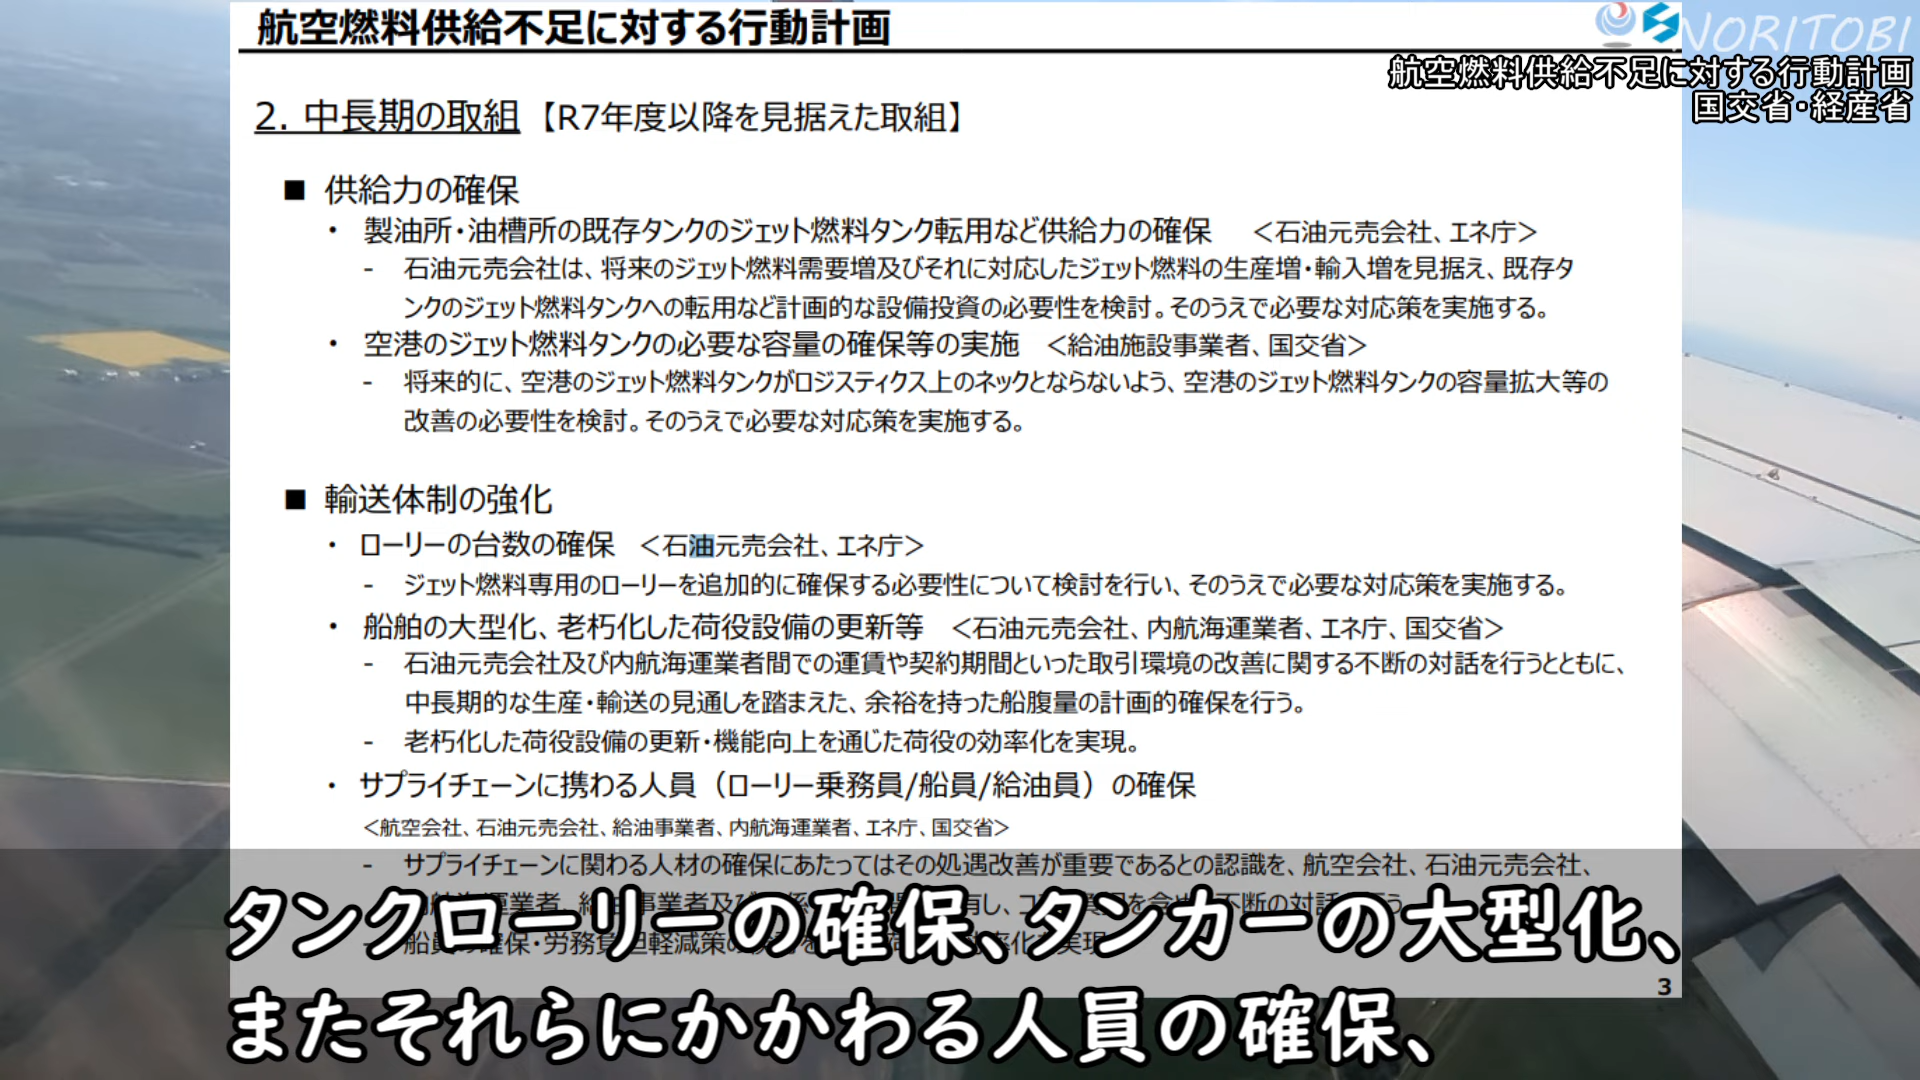 航空燃料供給不足に対する行動計画
NORITOBI
航空燃料供給不足に対する行動計画
国交省・経産省
2. 中長期の取組【R7年度以降を見据えた取組】
■ 供給力の確保
・ 製油所・油槽所の既存タンクのジェット燃料タンク転用など供給力の確保 ＜石油元売会社、エネ庁＞
- 石油元売会社は、将来のジェット燃料需要増及びそれに対応したジェット燃料の生産増・輸入増を見据え、既存タ
ンクのジェット燃料タンクへの転用など計画的な設備投資の必要性を検討。そのうえで必要な対応策を実施する。
・ 空港のジェット燃料タンクの必要な容量の確保等の実施 ＜給油施設事業者、国交省＞
- 将来的に、空港のジェット燃料タンクがロジスティクス上のネックとならないよう、空港のジェット燃料タンクの容量拡大等の
改善の必要性を検討。そのうえで必要な対応策を実施する。
■ 輸送体制の強化
・ ローリーの台数の確保 ＜石油元売会社、エネ庁＞
- ジェット燃料専用のローリーを追加的に確保する必要性について検討を行い、そのうえで必要な対応策を実施する。
・ 船舶の大型化、老朽化した荷役設備の更新等 ＜石油元売会社、内航海運業者、エネ庁、国交省＞
- 石油元売会社及び内航海運業者間での運賃や契約期間といった取引環境の改善に関する不断の対話を行うとともに、
中長期的な生産・輸送の見通しを踏まえた、余裕を持った船腹量の計画的確保を行う。
- 老朽化した荷役設備の更新・機能向上を通じた荷役の効率化を実現。
・ サプライチェーンに携わる人員（ローリー乗務員/船員/給油員）の確保
＜航空会社、石油元売会社、給油事業者、内航海運業者、エネ庁、国交省＞
- サプライチェーンに関わる人材の確保にあたってはその処遇改善が重要であるとの認識を、航空会社、石油元売会社、
タンクローリーの確保、タンカーの大型化、
またそれらにかかわる人員の確保、
3